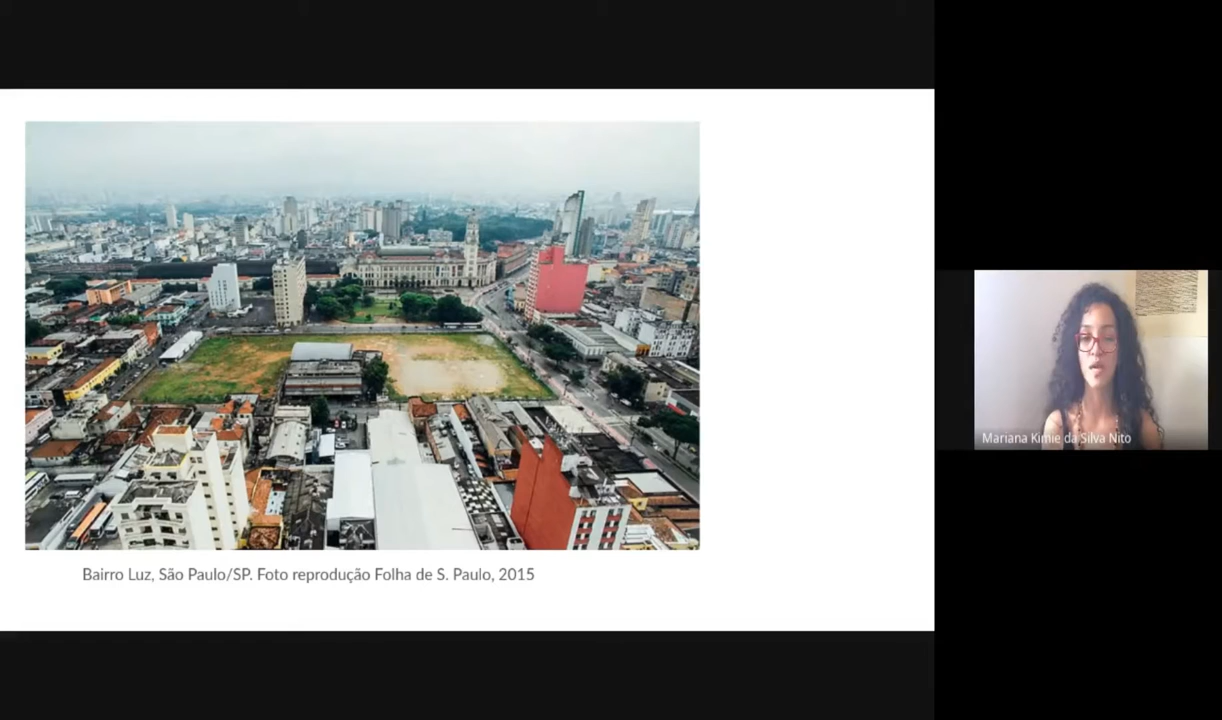 Bairro Luz, São Paulo/SP. Foto reprodução Folha de S. Paulo, 2015
Mariana Kimie da Silva Nito